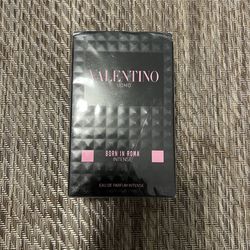 VALENTINO
UOMO
BORN IN ROMA
INTENSE
EAU DE PARFUM INTENSE